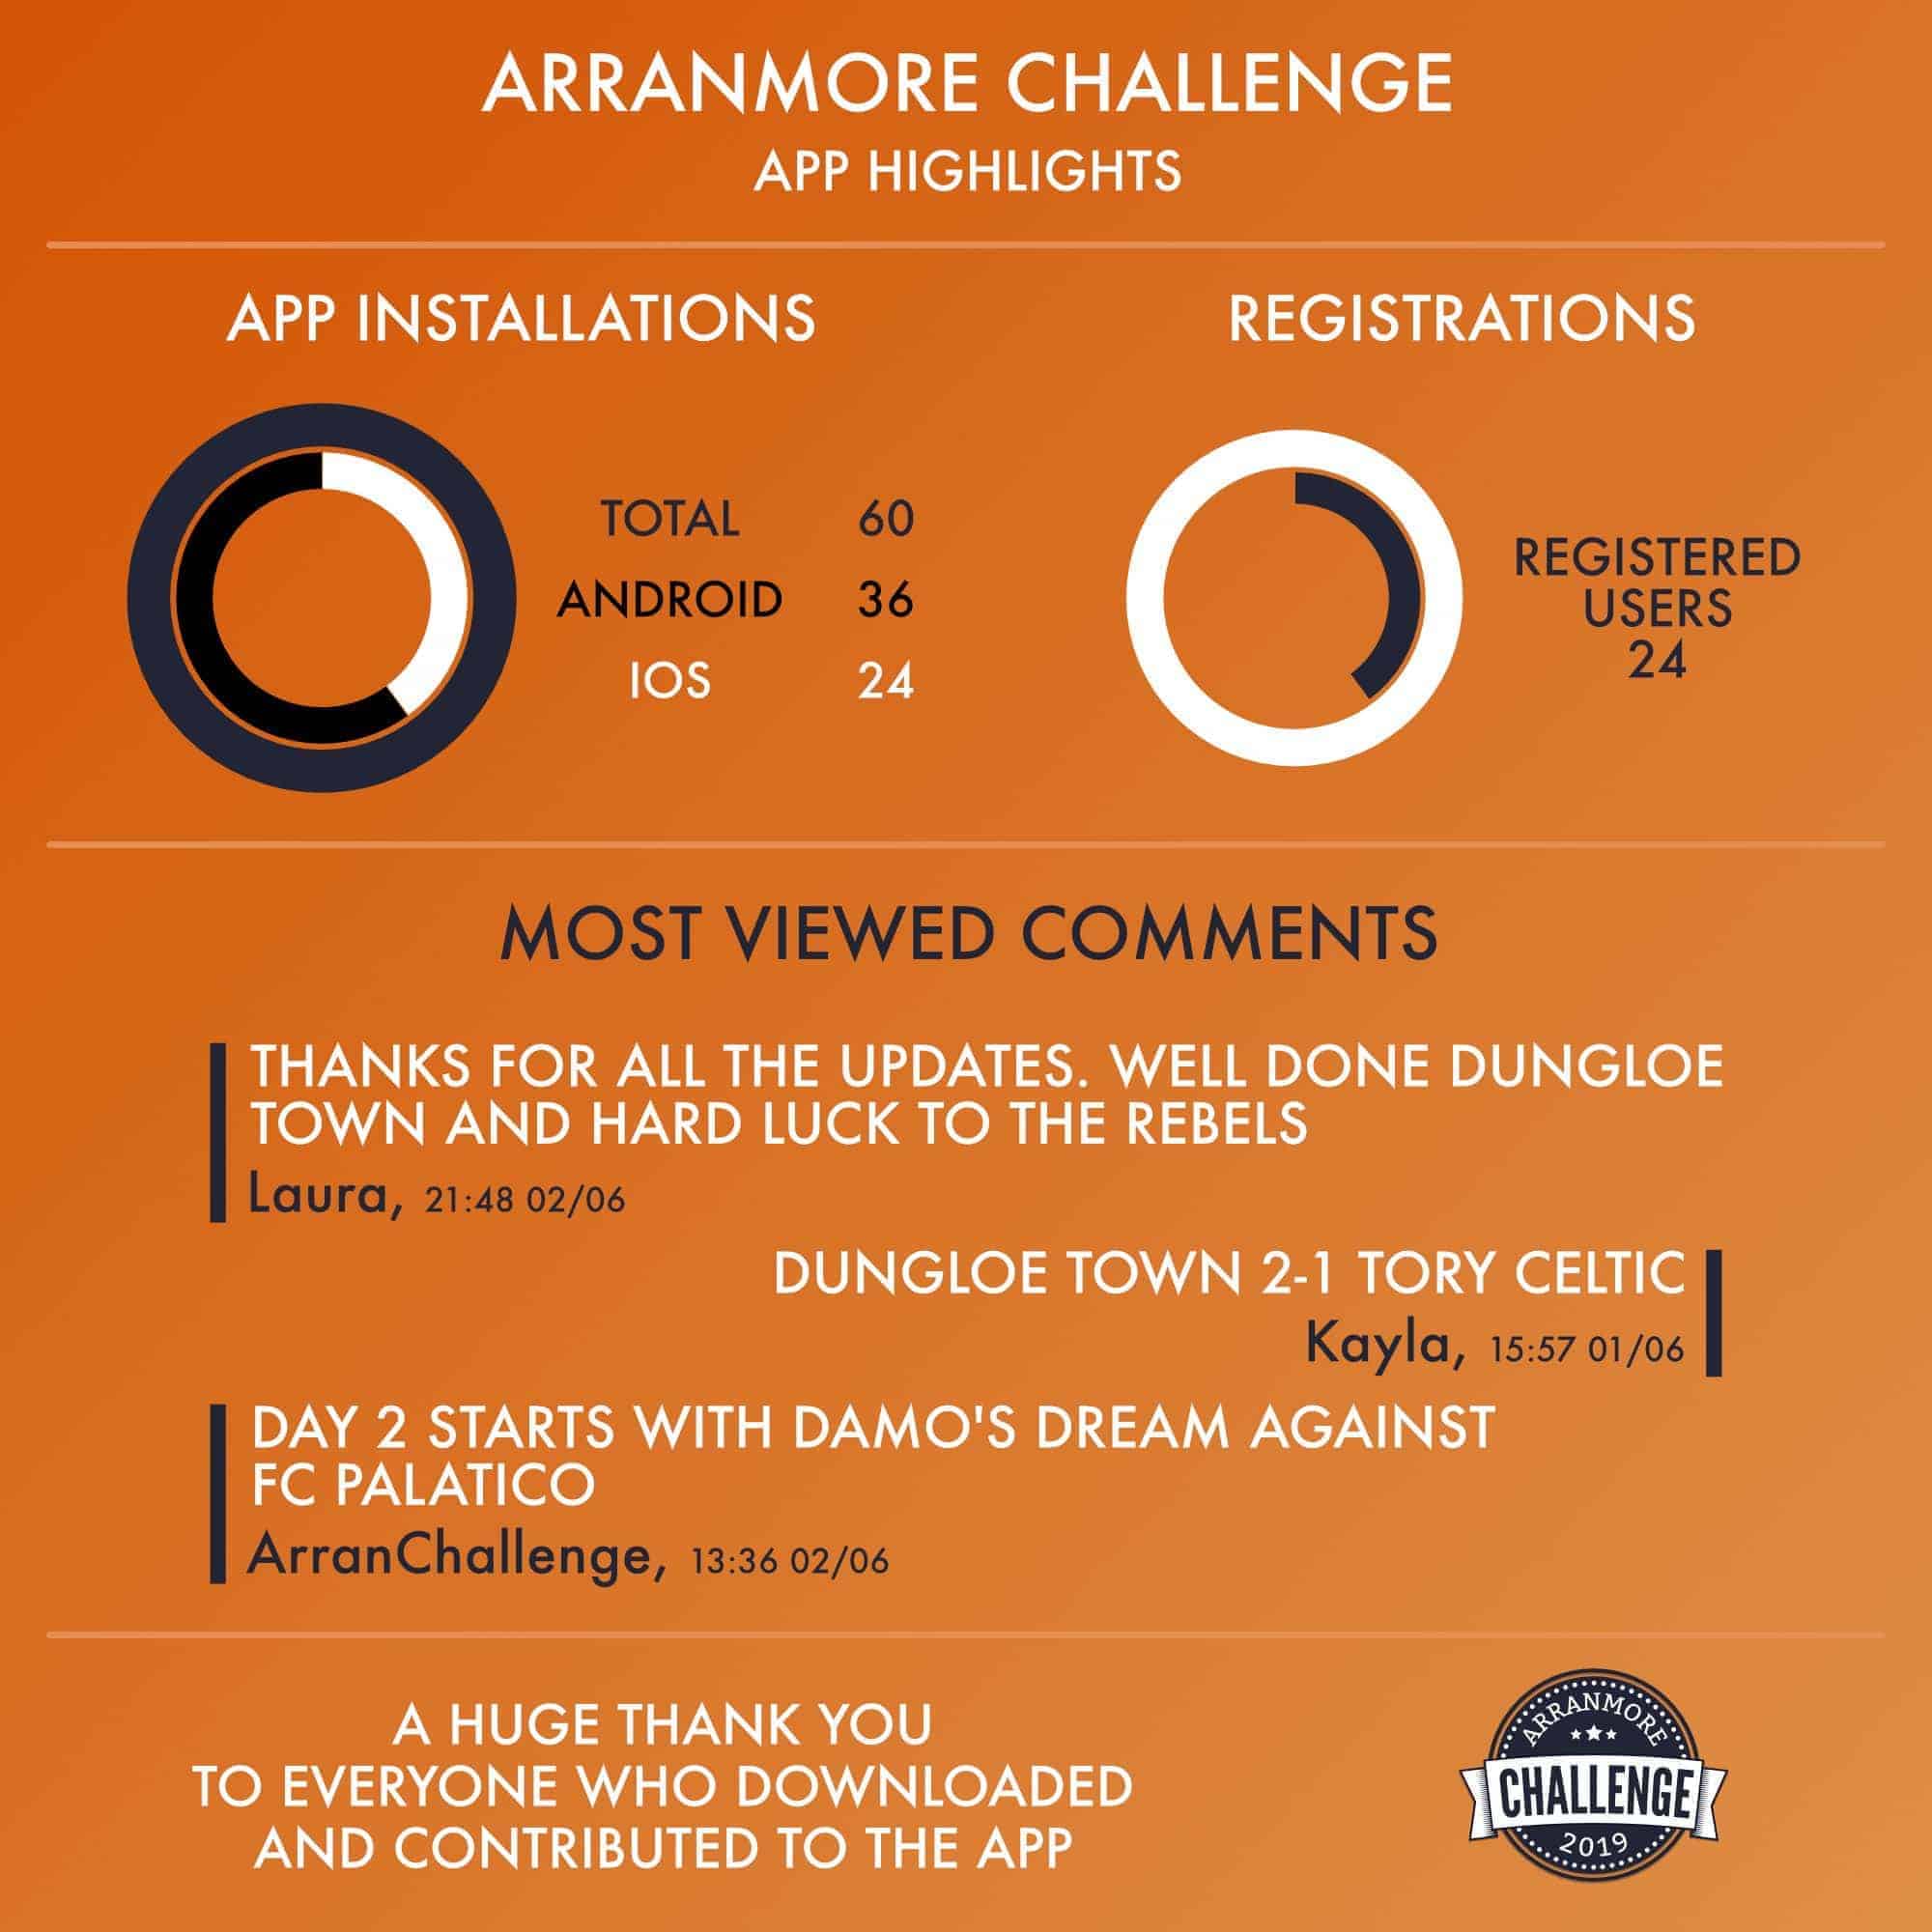 ARRANMORE CHALLENGE
APP HIGHLIGHTS
APP INSTALLATIONS
TOTAL 60
ANDROID 36
IOS 24
REGISTRATIONS
REGISTERED
USERS
24
MOST VIEWED COMMENTS
THANKS FOR ALL THE UPDATES. WELL DONE DUNGLOE
TOWN AND HARD LUCK TO THE REBELS
Laura, 21:48 02/06
DUNGLOE TOWN 2-1 TORY CELTIC
Kayla, 15:57 01/06
DAY 2 STARTS WITH DAMO'S DREAM AGAINST
FC PALATICO
ArranChallenge, 13:36 02/06
A HUGE THANK YOU
TO EVERYONE WHO DOWNLOADED
AND CONTRIBUTED TO THE APP
ARRANMORE
CHALLENGE
2019